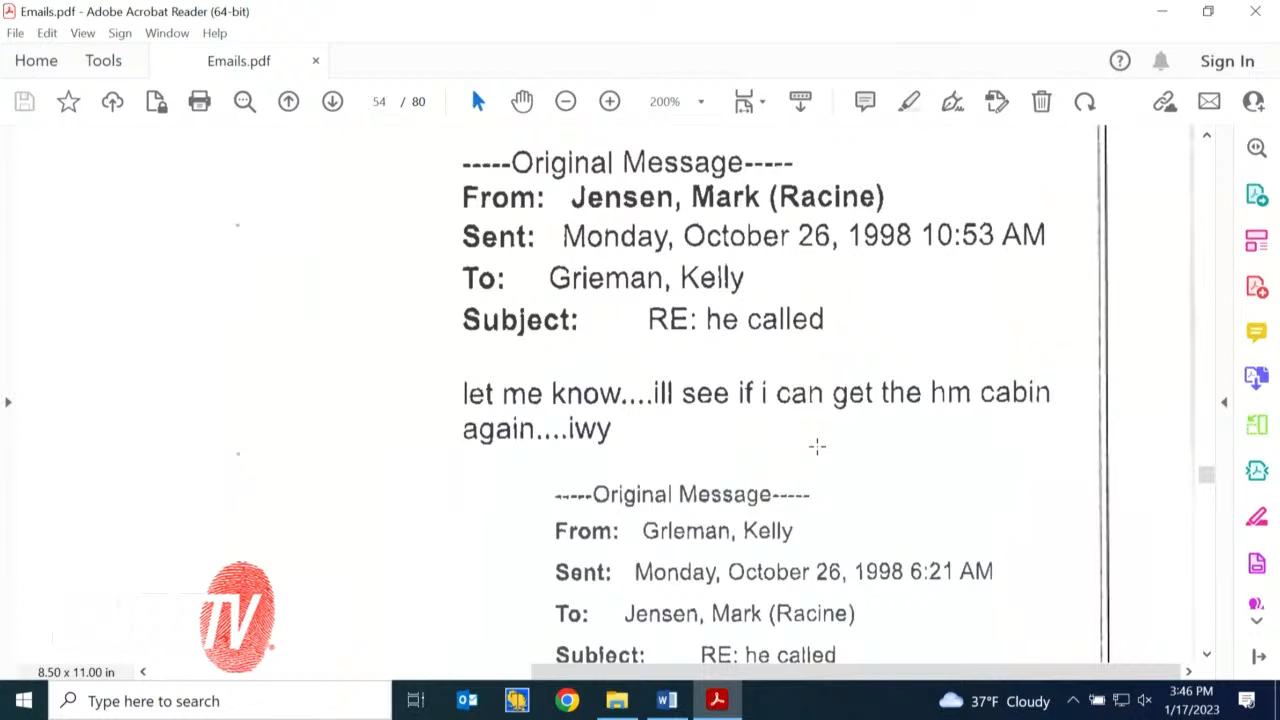 Emails.pdf - Adobe Acrobat Reader (64-bit)
File Edit View Sign Window Help
Home Tools Emails.pdf × Sign In
54 / 80 200%
-----Original Message-----
From: Jensen, Mark (Racine)
Sent: Monday, October 26, 1998 10:53 AM
To: Grieman, Kelly
Subject: RE: he called
let me know....ill see if i can get the hm cabin
again....iwy
-----Original Message-----
From: Grleman, Kelly
Sent: Monday, October 26, 1998 6:21 AM
To: Jensen, Mark (Racine)
Subject: RE: he called
TV
8.50 x 11.00 in
Type here to search
37°F Cloudy
3:46 PM
1/17/2023